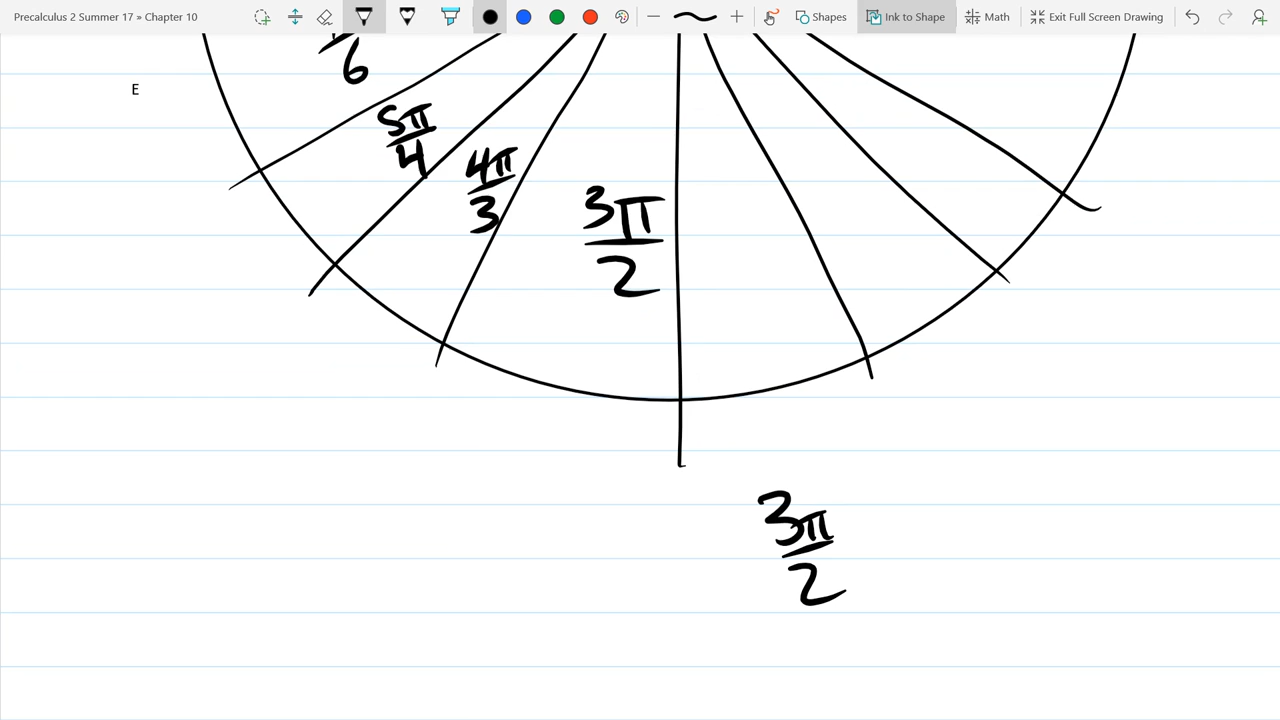 Precalculus 2 Summer 17 » Chapter 10
Shapes
Ink to Shape
Math
Exit Full Screen Drawing
6
E
5π
4
4π
3
3π
2
3π
2